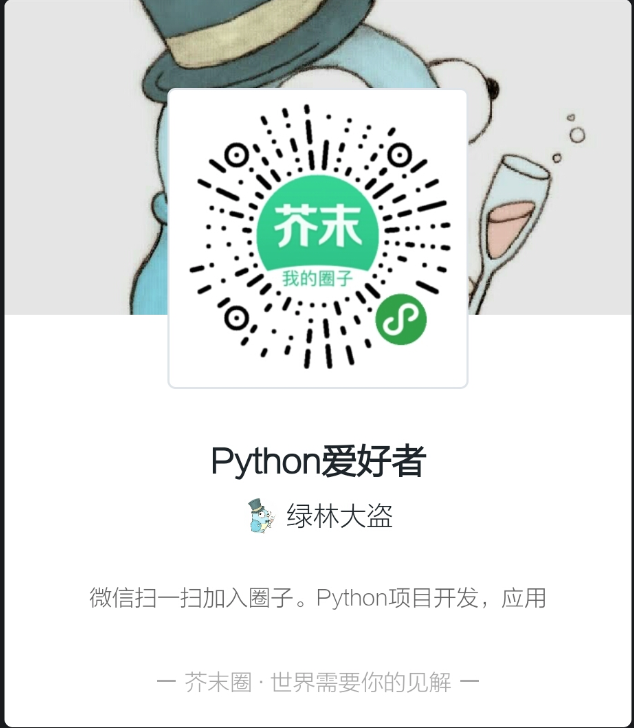 芥末
我的圈子
Python爱好者
绿林大盗
微信扫一扫加入圈子。Python项目开发，应用
一 芥末圈 · 世界需要你的见解 一